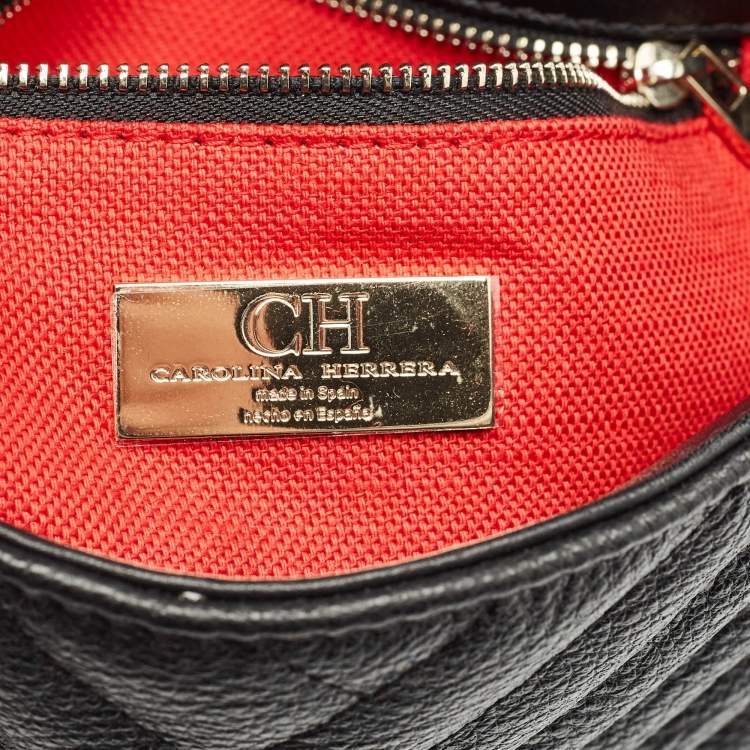 CH
CAROLINA HERRERA
made in Spain
hecho en España